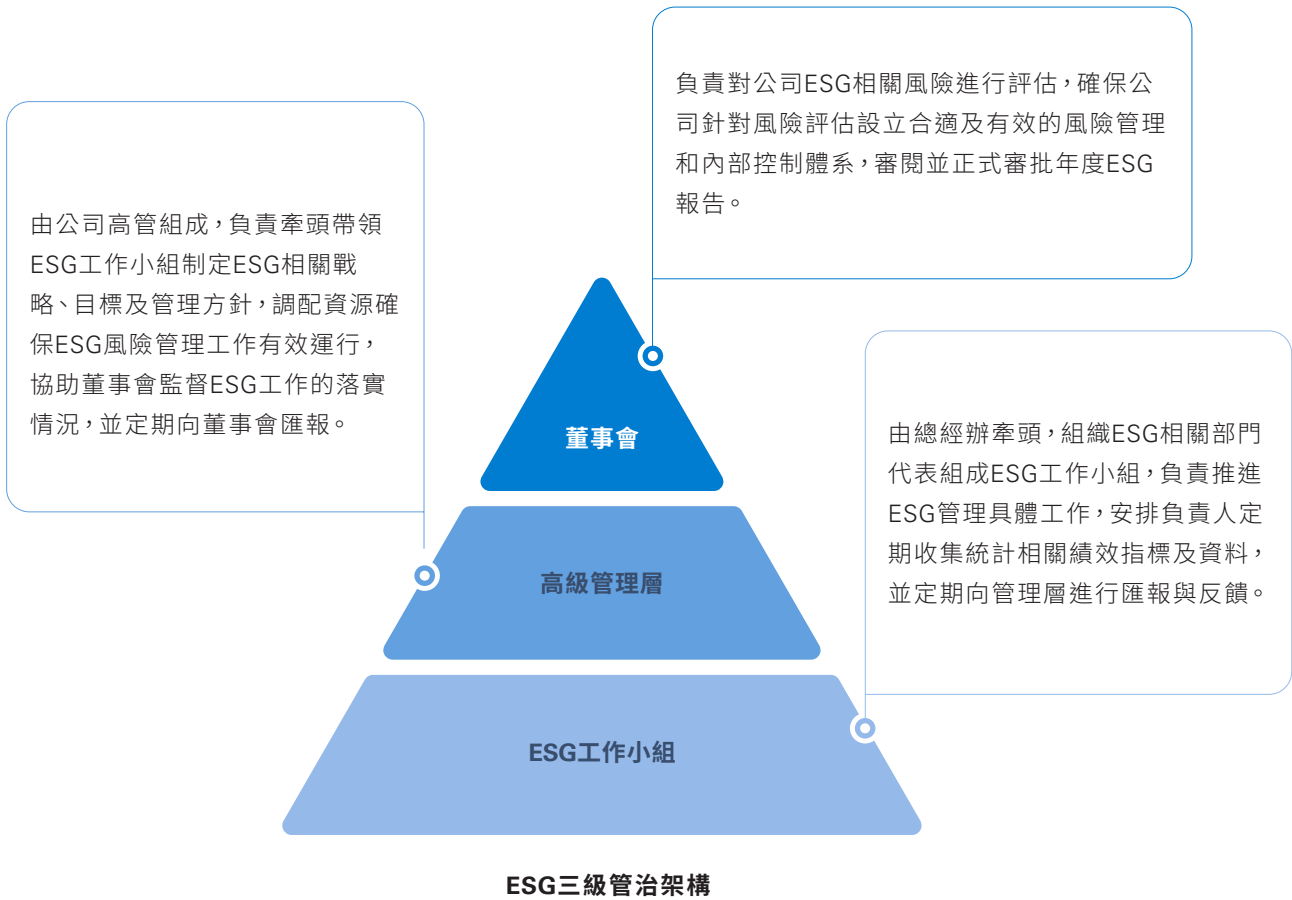 負責對公司ESG相關風險進行評估，確保公
司針對風險評估設立合適及有效的風險管理
和內部控制體系，審閱並正式審批年度ESG
報告。
由公司高管組成，負責牽頭帶領
ESG工作小組制定ESG相關戰
略、目標及管理方針，調配資源確
保ESG風險管理工作有效運行，
協助董事會監督ESG工作的落實
情況，並定期向董事會匯報。
由總經辦牽頭，組織ESG相關部門
代表組成ESG工作小組，負責推進
ESG管理具體工作，安排負責人定
期收集統計相關績效指標及資料，
並定期向管理層進行匯報與反饋。
董事會
高級管理層
ESG工作小組
ESG三級管治架構